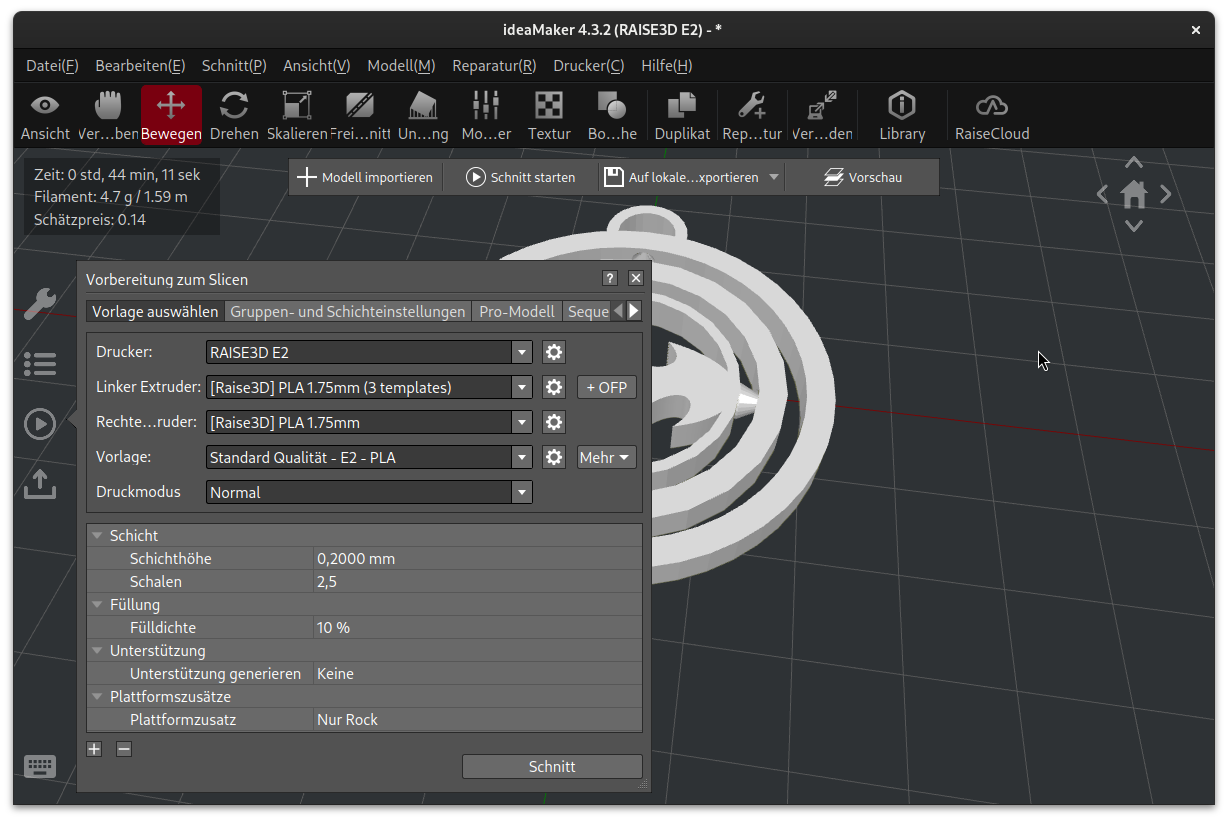 ideaMaker 4.3.2 (RAISE3D E2) - *
Datei(F) Bearbeiten(E) Schnitt(P) Ansicht(V) Modell(M) Reparatur(R) Drucker(C) Hilfe(H)
Ansicht Ver…ben Bewegen Drehen Skalieren Frei…nitt Un…ng Mo…er Textur Bo…he Duplikat Rep…tur Ver…den Library RaiseCloud
Zeit: 0 std, 44 min, 11 sek
Filament: 4.7 g / 1.59 m
Schätzpreis: 0.14
Modell importieren Schnitt starten Auf lokale…xportieren Vorschau
Vorbereitung zum Slicen ?
Vorlage auswählen Gruppen- und Schichteinstellungen Pro-Modell Seque
Drucker: RAISE3D E2
Linker Extruder: [Raise3D] PLA 1.75mm (3 templates) + OFP
Rechte…ruder: [Raise3D] PLA 1.75mm
Vorlage: Standard Qualität - E2 - PLA Mehr
Druckmodus Normal
Schicht
Schichthöhe 0,2000 mm
Schalen 2,5
Füllung
Fülldichte 10 %
Unterstützung
Unterstützung generieren Keine
Plattformszusätze
Plattformzusatz Nur Rock
Schnitt